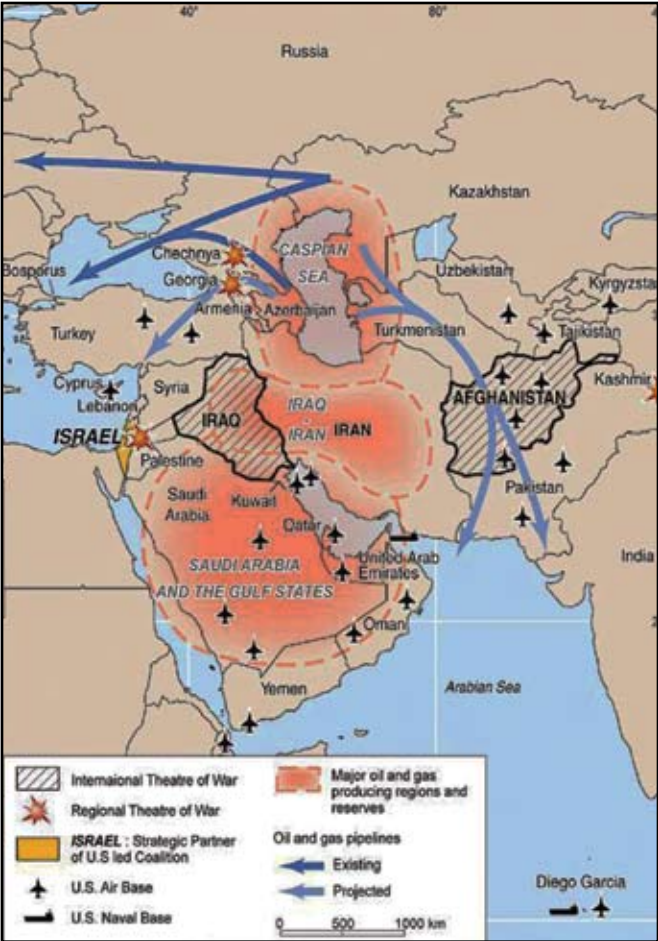 40°
80°
Russia
Kazakhstan
CASPIAN
SEA
Chechnya
Bosporus
Georgia
Uzbekistan
Kyrgyzsta
Armenia
Azerbaijan
Turkey
Turkmenistan
Tajikistan
Cyprus
Syria
Kashmir
AFGHANISTAN
Lebanon
IRAQ
IRAQ
- IRAN
IRAN
ISRAEL
Palestine
Pakistan
Saudi
Arabia
Kuwait
Qatar
India
SAUDI ARABIA
AND THE GULF STATES
United Arab
Emirates
Oman
Yemen
Arabian Sea
Internaional Theatre of War
Regional Theatre of War
ISRAEL : Strategic Partner
of U.S led Coalition
U.S. Air Base
U.S. Naval Base
Major oil and gas
producing regions and
reserves
Oil and gas pipelines
Existing
Projected
0 500 1000 km
Diego Garcia